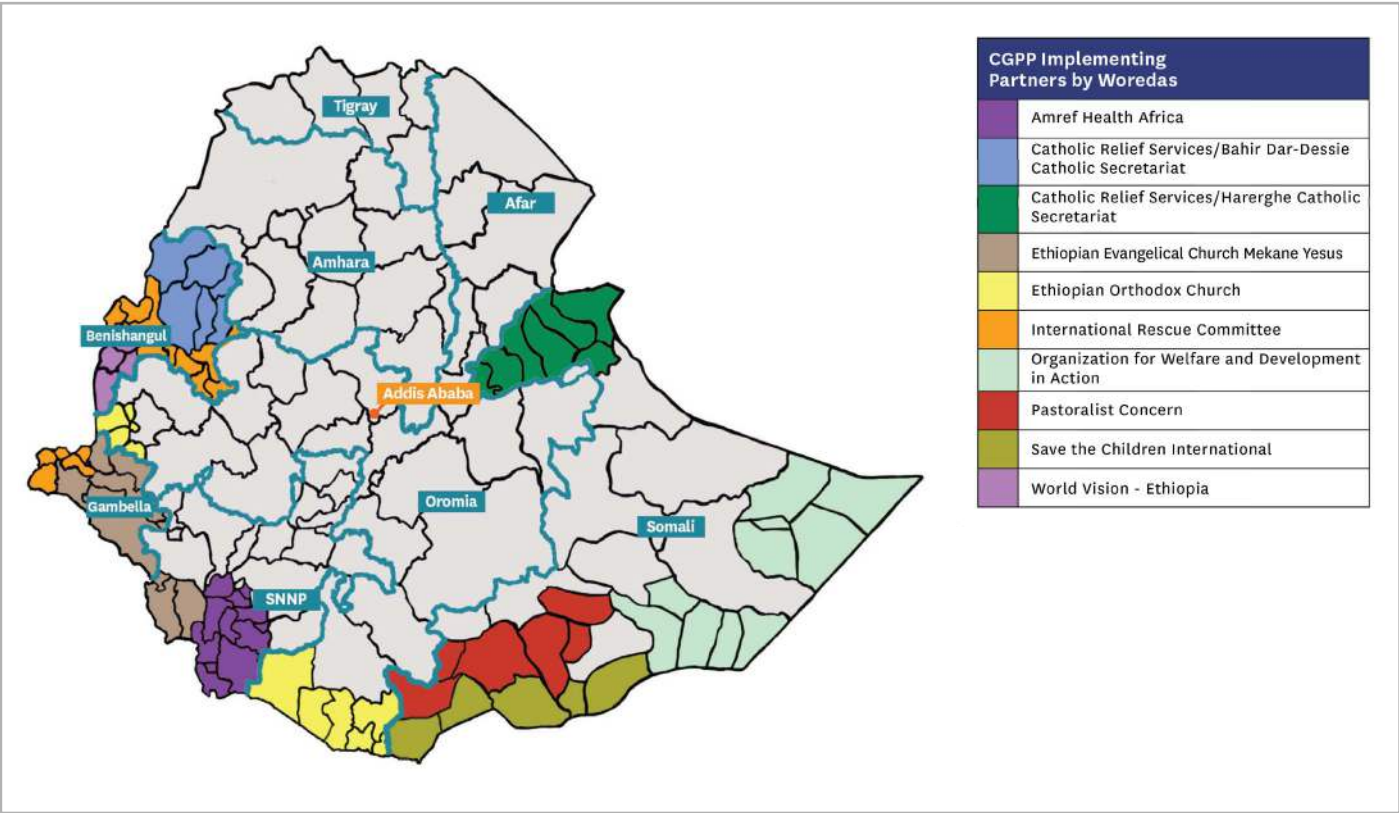 CGPP Implementing
Partners by Woredas
Amref Health Africa
Catholic Relief Services/Bahir Dar-Dessie
Catholic Secretariat
Catholic Relief Services/Harerghe Catholic
Secretariat
Ethiopian Evangelical Church Mekane Yesus
Ethiopian Orthodox Church
International Rescue Committee
Organization for Welfare and Development
in Action
Pastoralist Concern
Save the Children International
World Vision - Ethiopia
Tigray
Afar
Amhara
Benishangul
Addis Ababa
Oromia
Gambella
Somali
SNNP